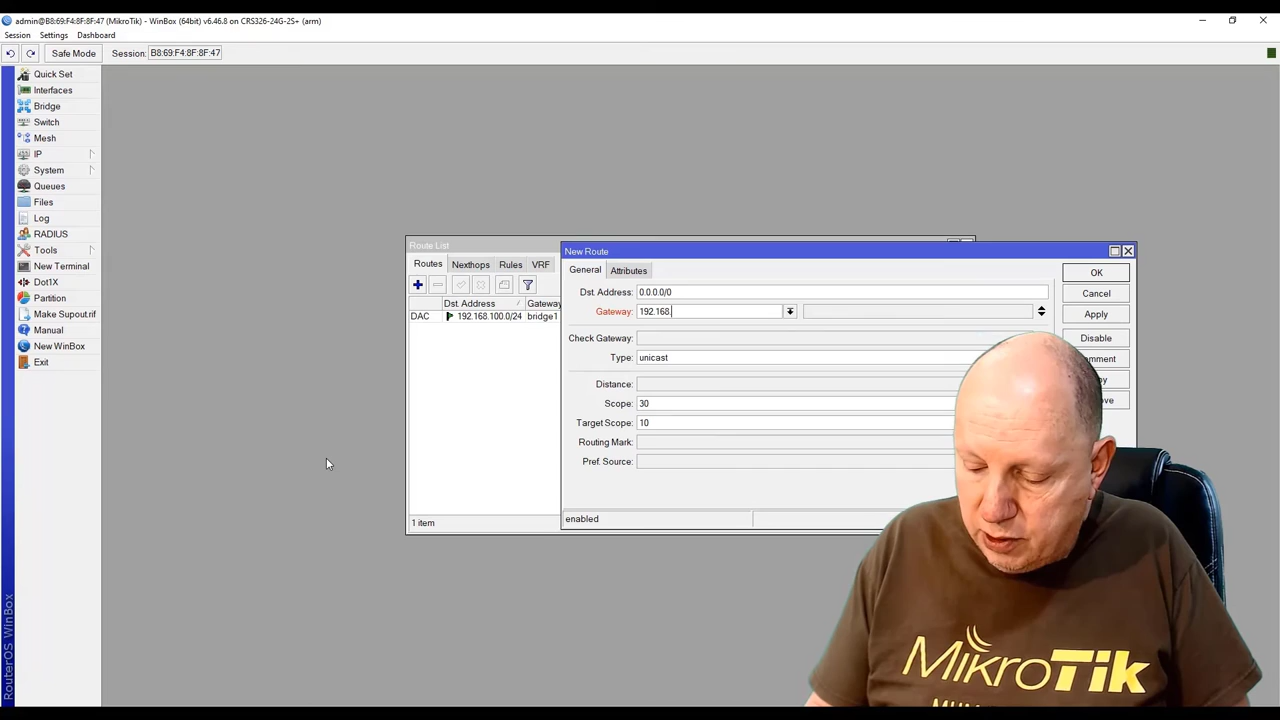 admin@B8:69:F4:8F:8F:47 (MikroTik) - WinBox (64bit) v6.46.8 on CRS326-24G-2S+ (arm)
Session Settings Dashboard
Safe Mode Session: B8:69:F4:8F:8F:47
Quick Set
Interfaces
Bridge
Switch
Mesh
IP
System
Queues
Files
Log
RADIUS
Tools
New Terminal
Dot1X
Partition
Make Supout.rif
Manual
New WinBox
Exit
RouterOS WinBox
Route List
Routes Nexthops Rules VRF
Dst. Address Gateway
DAC 192.168.100.0/24 bridge1
1 item
New Route
General Attributes
Dst. Address: 0.0.0.0/0
Gateway: 192.168.
Check Gateway:
Type: unicast
Distance:
Scope: 30
Target Scope: 10
Routing Mark:
Pref. Source:
enabled
OK
Cancel
Apply
Disable
MikroTik